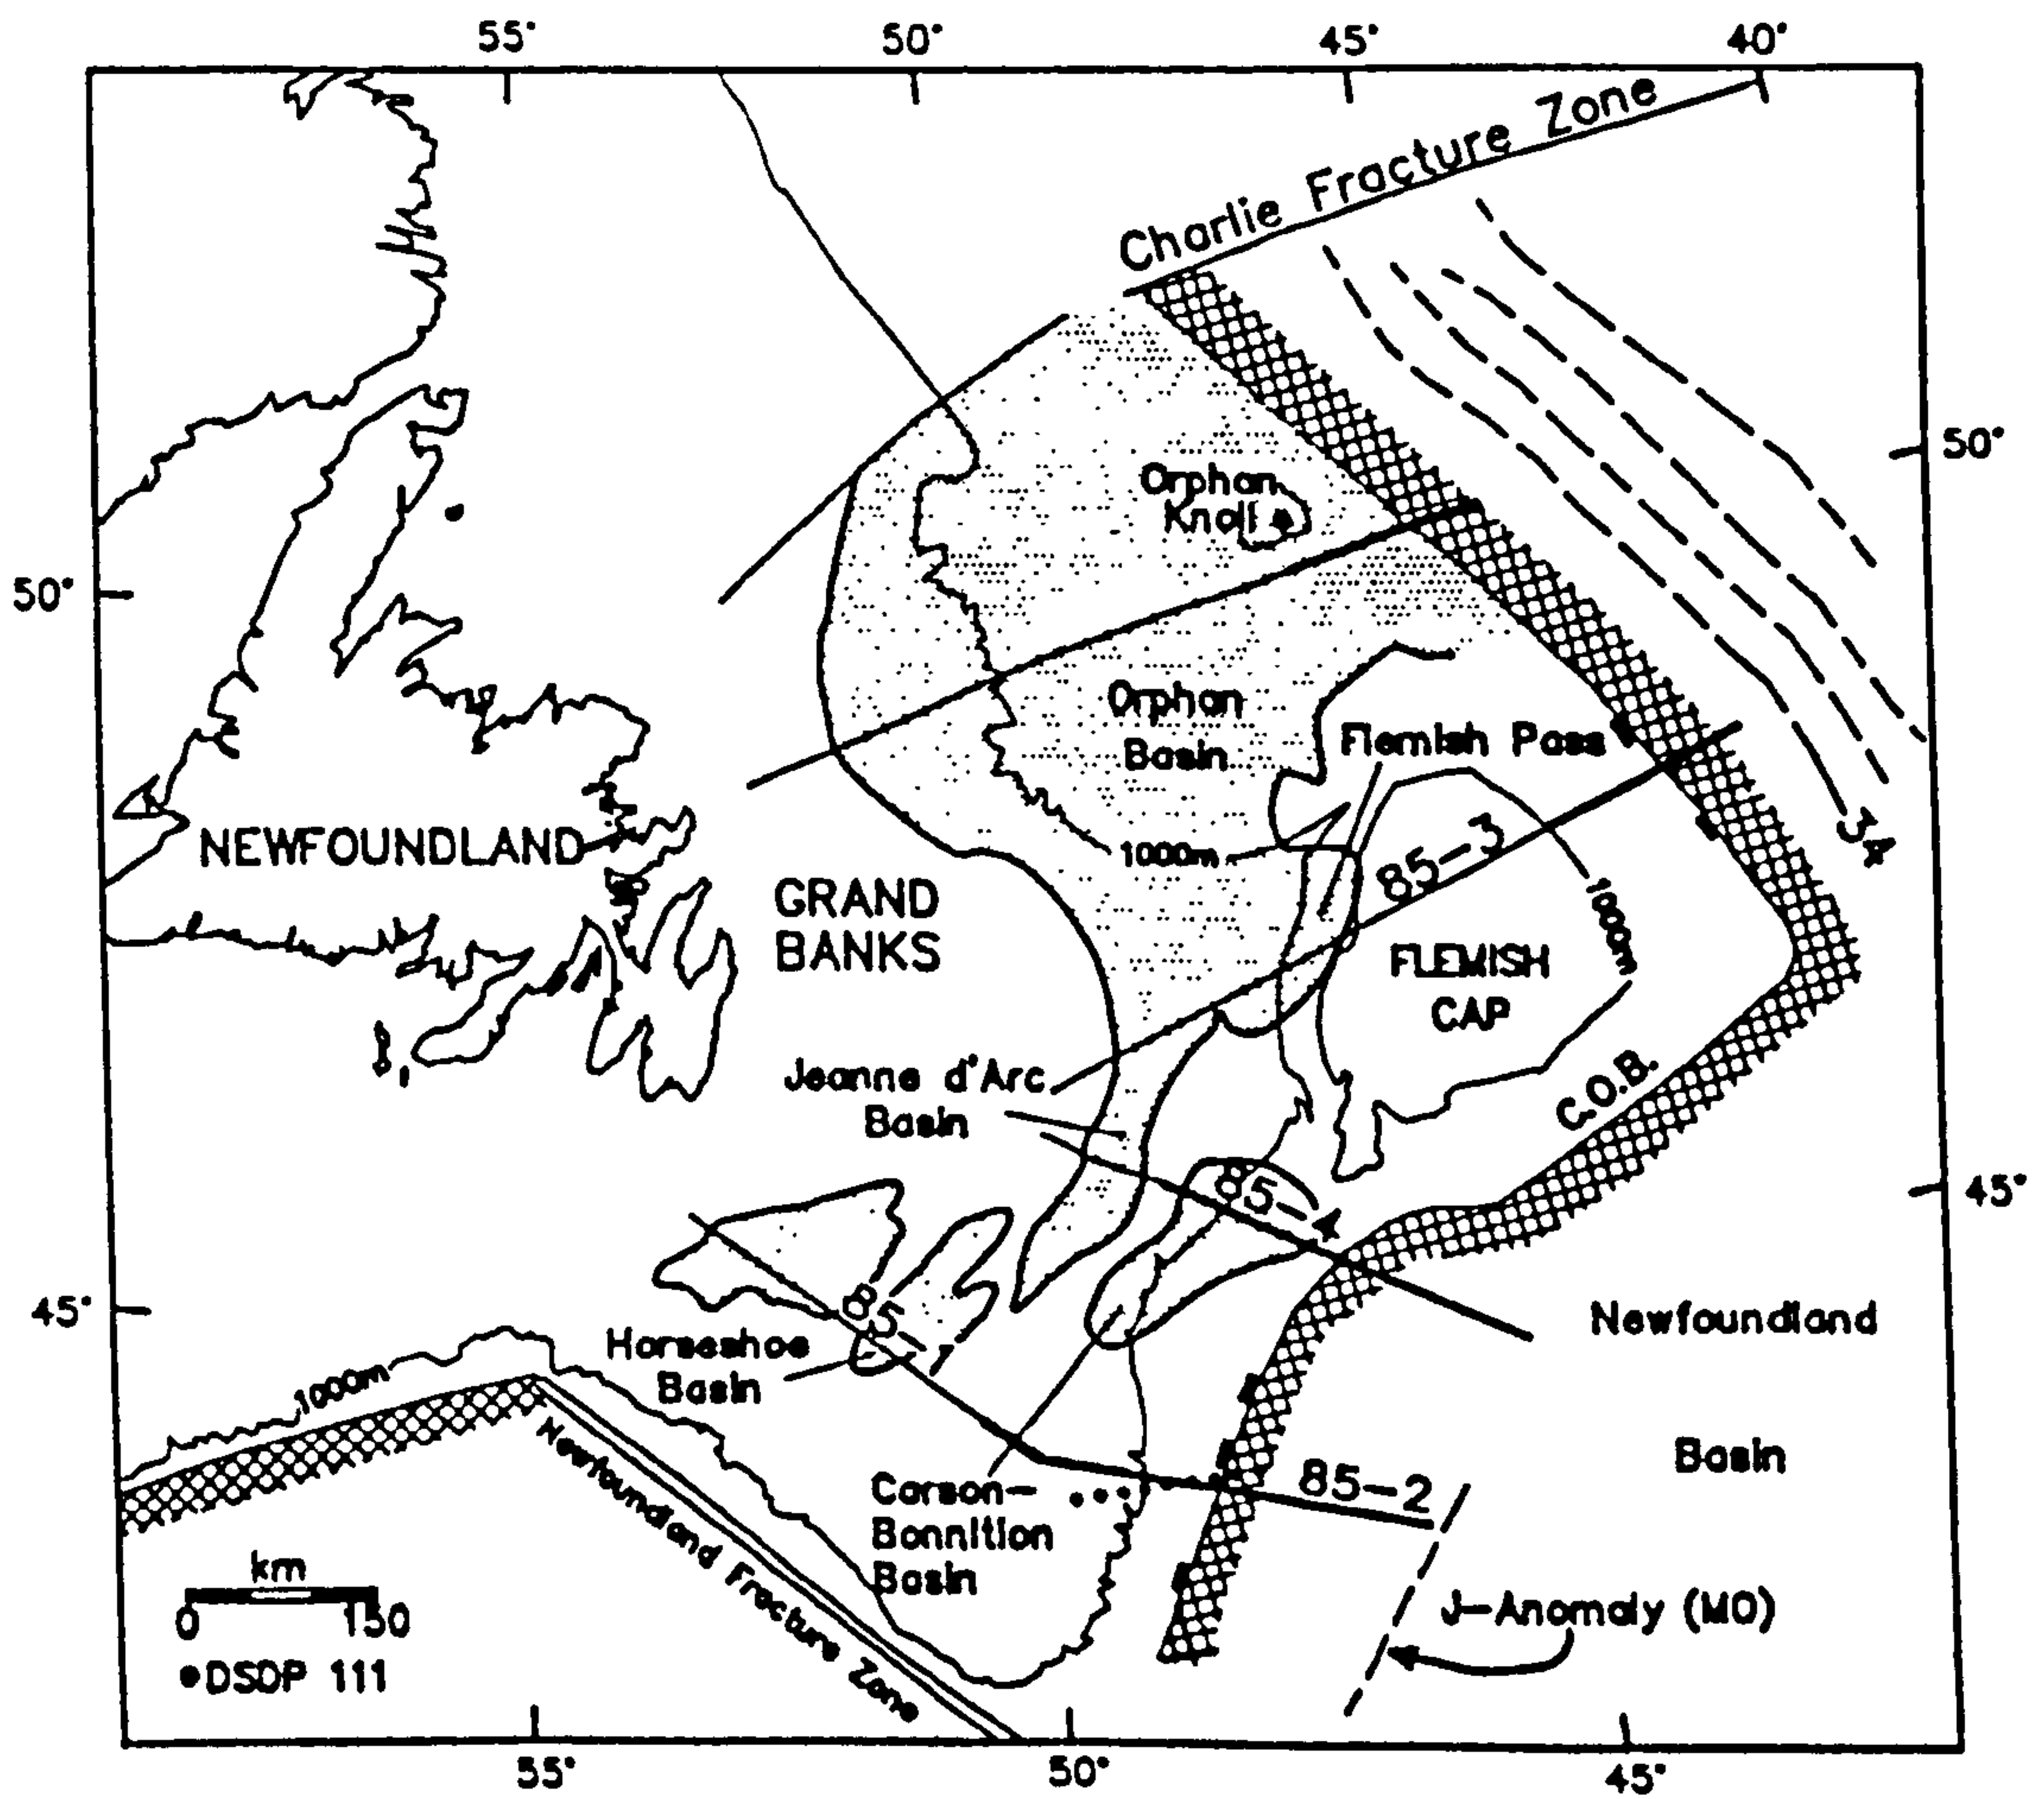 55°
50°
45°
40°
Charlie Fracture Zone
50°
50°
Orphan
Knoll
Orphan
Basin
Flemish Pass
NEWFOUNDLAND
1000m
85-3
34
GRAND
BANKS
1000m
FLEMISH
CAP
Jeanne d'Arc
Basin
C.O.B.
85-4
45°
45°
85-1
Newfoundland
Horseshoe
Basin
1000m
Basin
Newfoundland Fracture Zone
Carson-
Bonnition
Basin
85-2
km
0 150
J-Anomaly (M0)
DSDP 111
55°
50°
45°